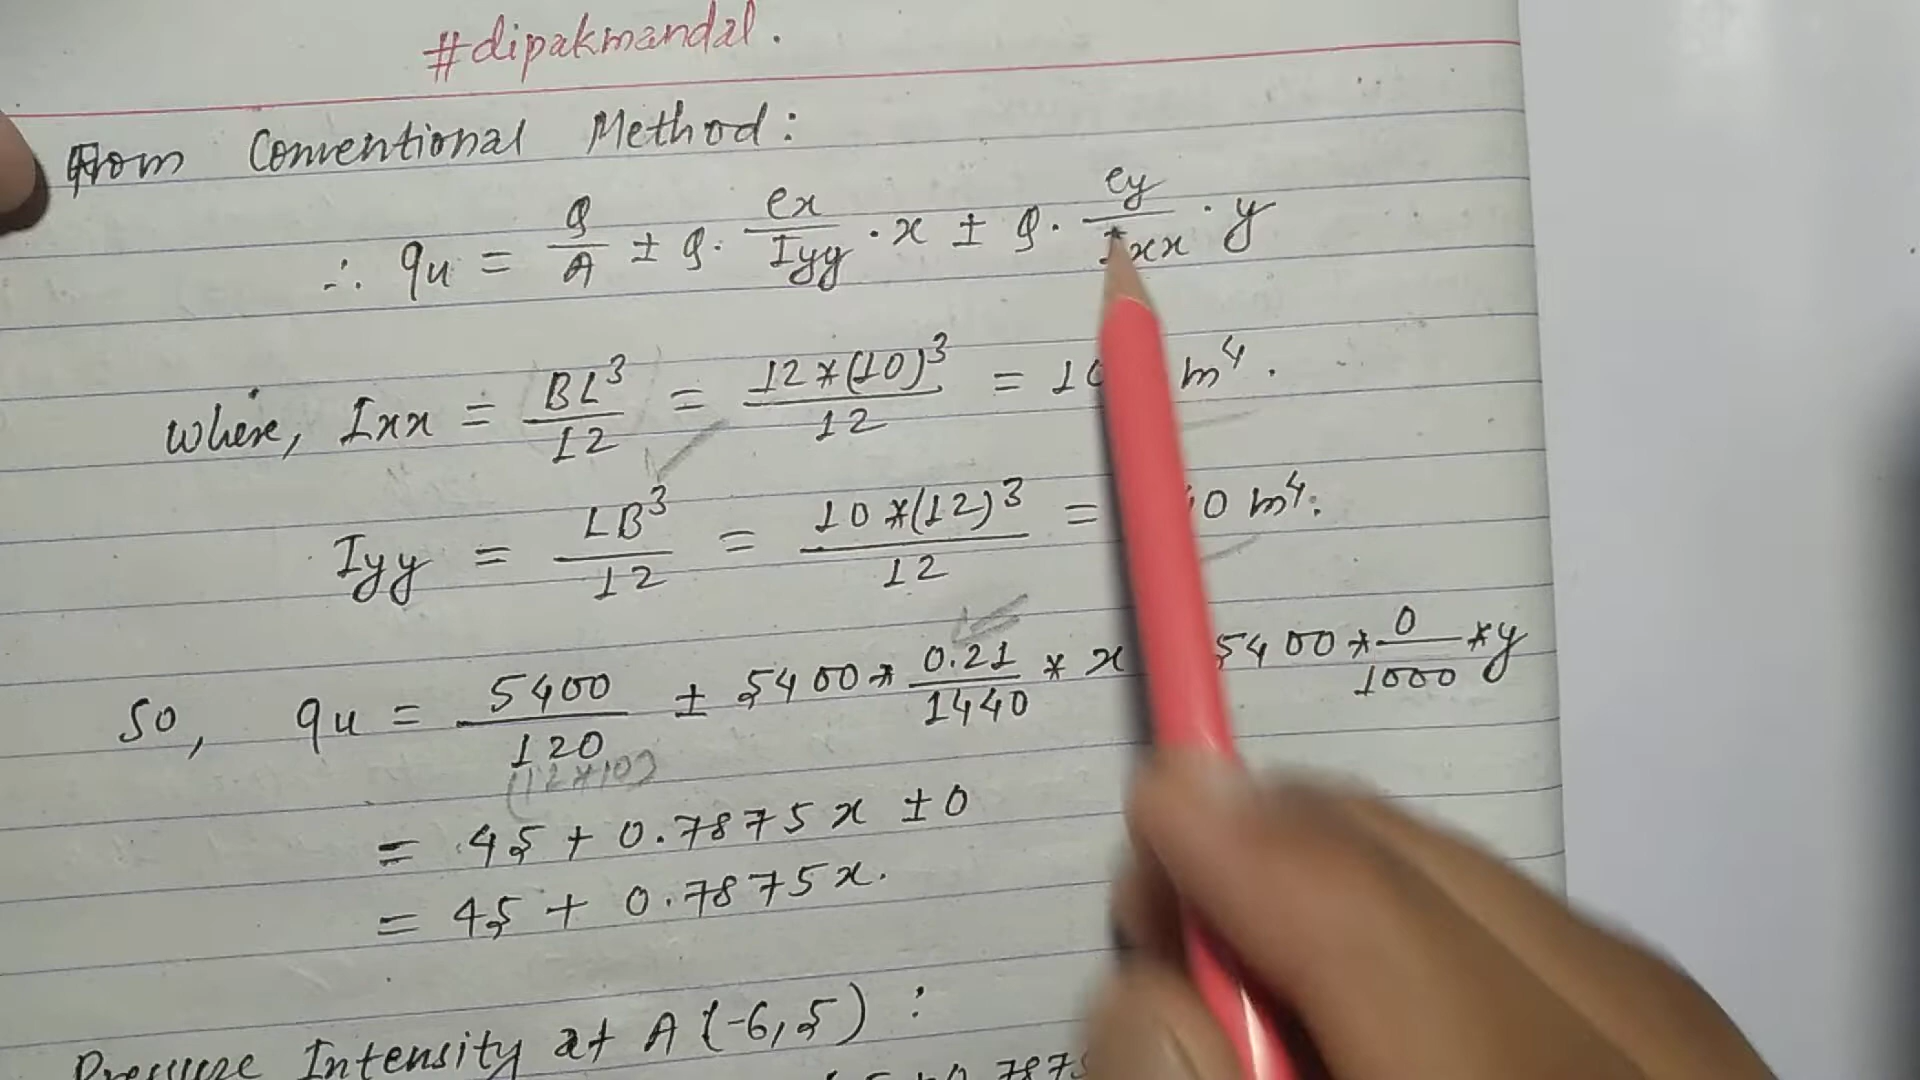 #dipakmandal.
From Conventional Method:
∴ qu = Q/A ± Q. ex/Iyy . x ± Q. ey/Ixx . y
where, Ixx = BL³/12 = 12*(10)³/12 = 10 m⁴.
Iyy = LB³/12 = 10*(12)³/12 = 0 m⁴.
So, qu = 5400/120 ± 5400* 0.21/1440 * x 5400* 0/1000 *y
(12*10)
= 45 + 0.7875x ± 0
= 45 + 0.7875x.
Pressure Intensity at A(-6,5) :